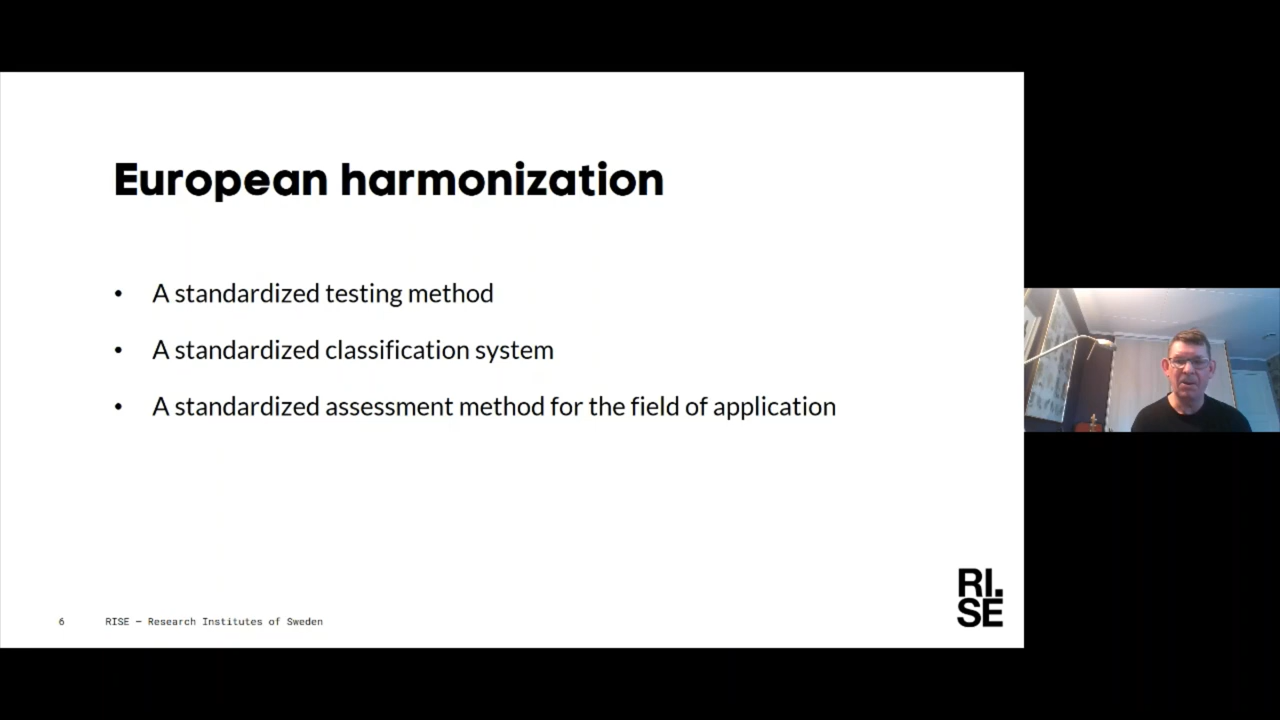 European harmonization
• A standardized testing method
• A standardized classification system
• A standardized assessment method for the field of application
6 RISE — Research Institutes of Sweden
RI.
SE